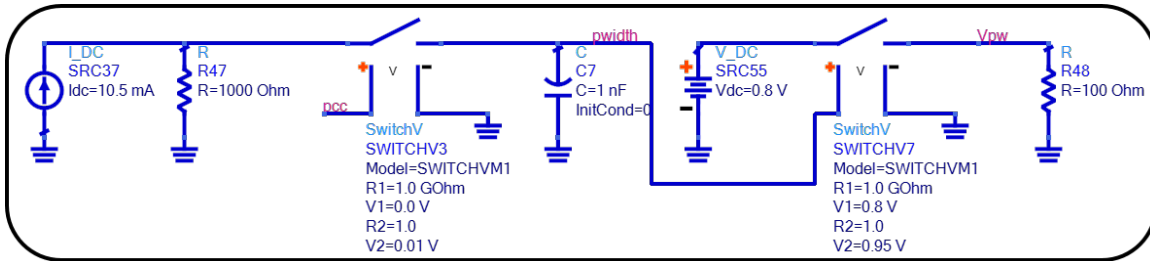 I_DC
SRC37
Idc=10.5 mA
R
R47
R=1000 Ohm
+
v
-
pcc
SwitchV
SWITCHV3
Model=SWITCHVM1
R1=1.0 GOhm
V1=0.0 V
R2=1.0
V2=0.01 V
pwidth
C
C7
C=1 nF
InitCond=0
V_DC
SRC55
Vdc=0.8 V
+
-
+
v
-
SwitchV
SWITCHV7
Model=SWITCHVM1
R1=1.0 GOhm
V1=0.8 V
R2=1.0
V2=0.95 V
Vpw
R
R48
R=100 Ohm